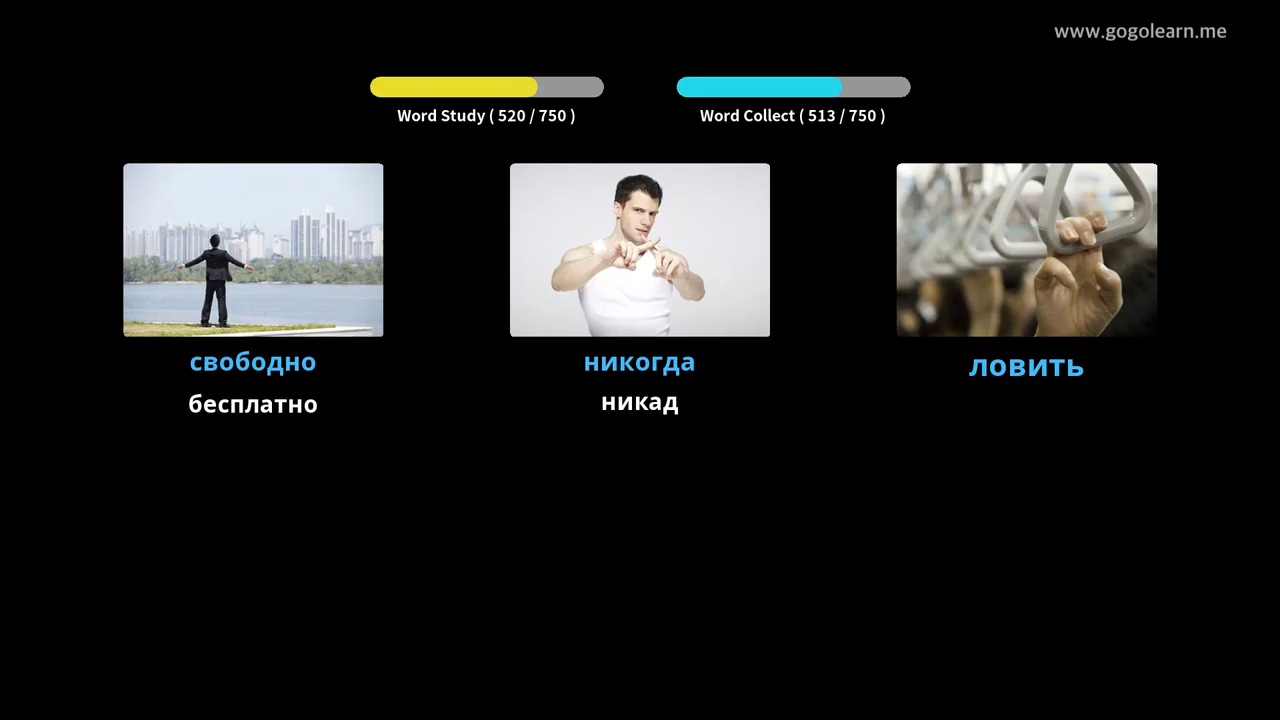 www.gogolearn.me
Word Study ( 520 / 750 )
Word Collect ( 513 / 750 )
свободно
бесплатно
никогда
никад
ловить